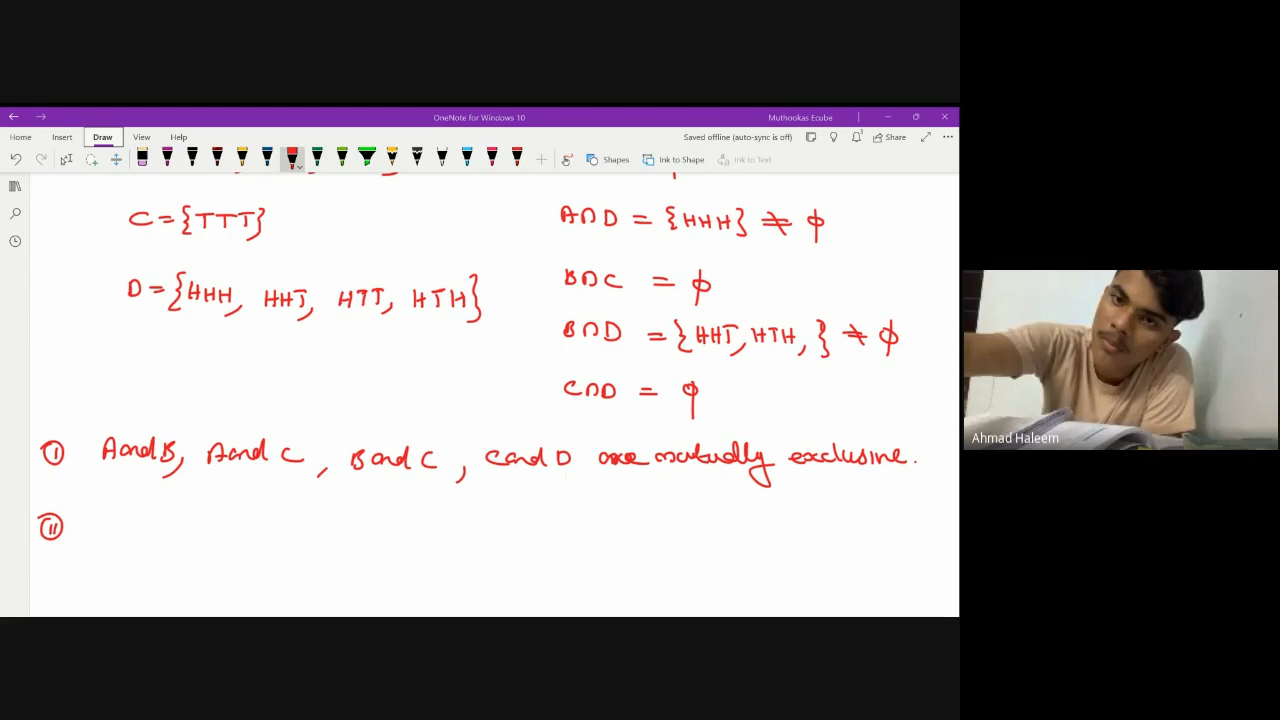 OneNote for Windows 10
Muthookas Ecube
Home Insert Draw View Help
Saved offline (auto-sync is off)
Share
Shapes
Ink to Shape
Ink to Text
C={TTT}
A∩D = {HHH} ≠ ϕ
D={HHH, HHT, HTT, HTH}
B∩C = ϕ
B∩D = {HHT, HTH, } ≠ ϕ
C∩D = ϕ
① A and B, A and C, B and C, C and D are mutually exclusive.
⑪
Ahmad Haleem